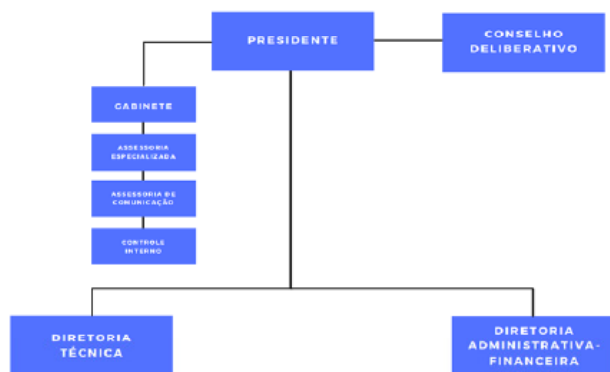 PRESIDENTE
CONSELHO
DELIBERATIVO
GABINETE
ASSESSORIA
ESPECIALIZADA
ASSESSORIA DE
COMUNICAÇÃO
CONTROLE
INTERNO
DIRETORIA
TÉCNICA
DIRETORIA
ADMINISTRATIVA-
FINANCEIRA